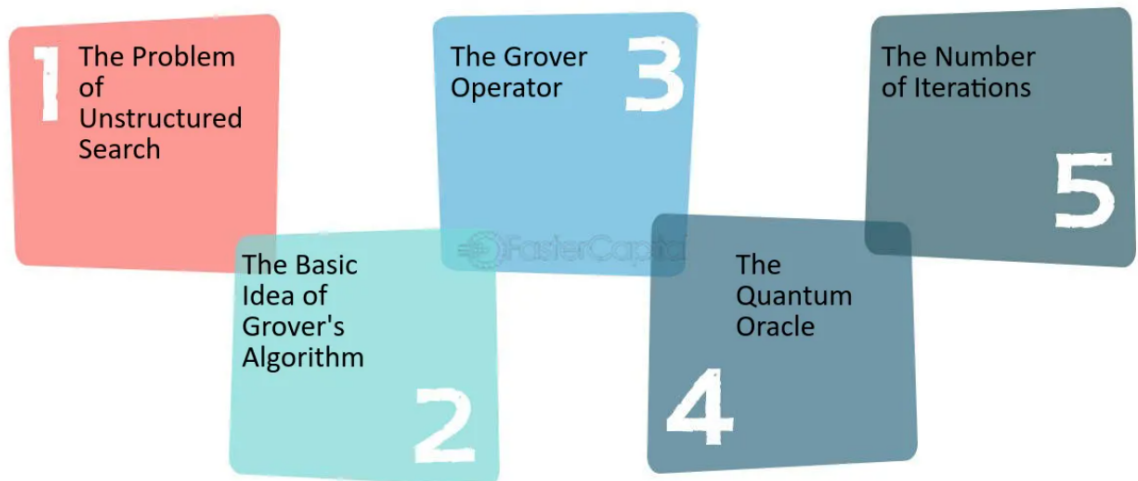 1
The Problem
of
Unstructured
Search
The Basic
Idea of
Grover's
Algorithm
2
The Grover
Operator
3
FasterCapital
The
Quantum
Oracle
4
The Number
of Iterations
5